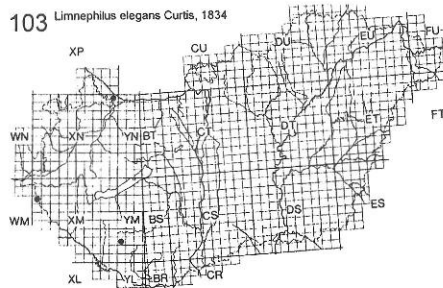 103 Limnephilus elegans Curtis, 1834
XP CU DU EU FU
WN XN YN BT CT DT ET FT
WM XM YM BS CS DS ES
XL YL BR CR